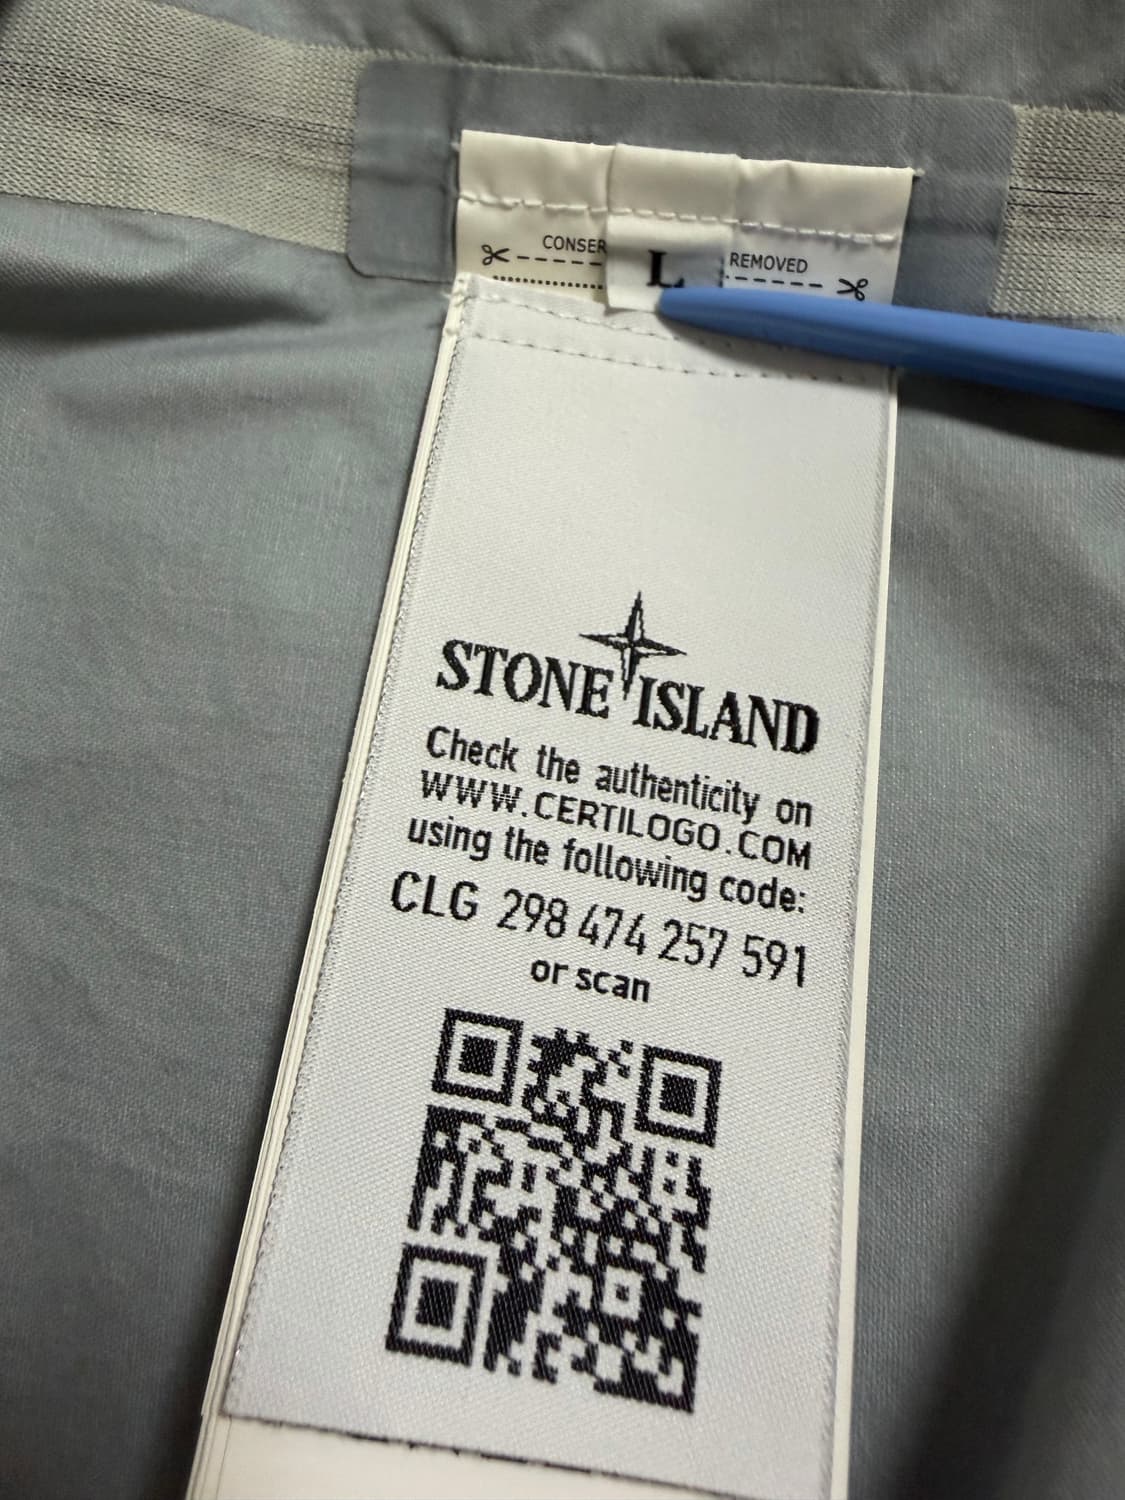 CONSER
L
REMOVED
STONE ISLAND
Check the authenticity on
WWW.CERTILOGO.COM
using the following code:
CLG 298 474 257 591
or scan